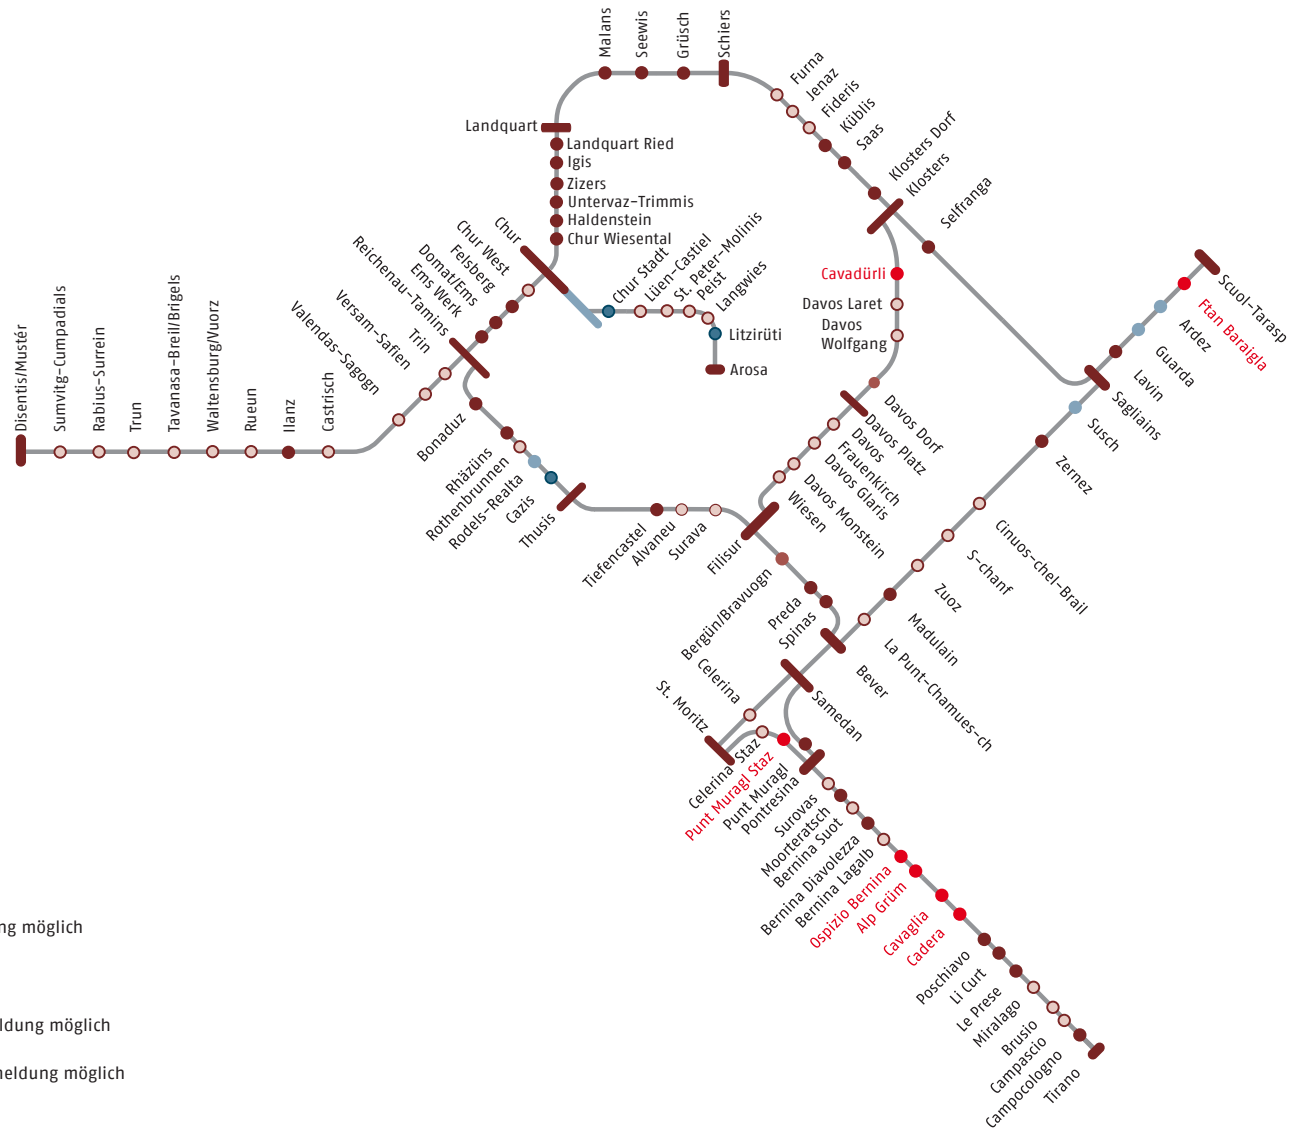 Malans
Seewis
Grüsch
Schiers
Furna
Jenaz
Fideris
Küblis
Saas
Klosters Dorf
Klosters
Selfranga
Landquart
Landquart Ried
Igis
Zizers
Untervaz-Trimmis
Haldenstein
Chur Wiesental
Chur
Chur West
Felsberg
Domat/Ems
Ems Werk
Reichenau-Tamins
Trin
Versam-Safien
Valendas-Sagogn
Castrisch
Ilanz
Rueun
Waltensburg/Vuorz
Tavanasa-Breil/Brigels
Trun
Rabius-Surrein
Sumvitg-Cumpadials
Disentis/Mustér
Chur Stadt
Lüen-Castiel
St. Peter-Molinis
Peist
Langwies
Litzirüti
Arosa
Cavadürli
Davos Laret
Davos
Wolfgang
Davos Dorf
Davos Platz
Davos
Frauenkirch
Davos Glaris
Davos Monstein
Wiesen
Filisur
Bonaduz
Rhäzüns
Rothenbrunnen
Rodels-Realta
Cazis
Thusis
Tiefencastel
Alvaneu
Surava
Bergün/Bravuogn
Preda
Spinas
Bever
Samedan
Celerina
St. Moritz
Celerina Staz
Punt Muragl Staz
Punt Muragl
Pontresina
Scuol-Tarasp
Ftan Baraigla
Ardez
Guarda
Lavin
Sagliains
Susch
Zernez
Cinuos-chel-Brail
S-chanf
Zuoz
Madulain
La Punt-Chamues-ch
Surovas
Moorteratsch
Bernina Suot
Bernina Diavolezza
Bernina Lagalb
Ospizio Bernina
Alp Grüm
Cavaglia
Cadera
Poschiavo
Li Curt
Le Prese
Miralago
Brusio
Campascio
Campocologno
Tirano
ng möglich
ldung möglich
neldung möglich